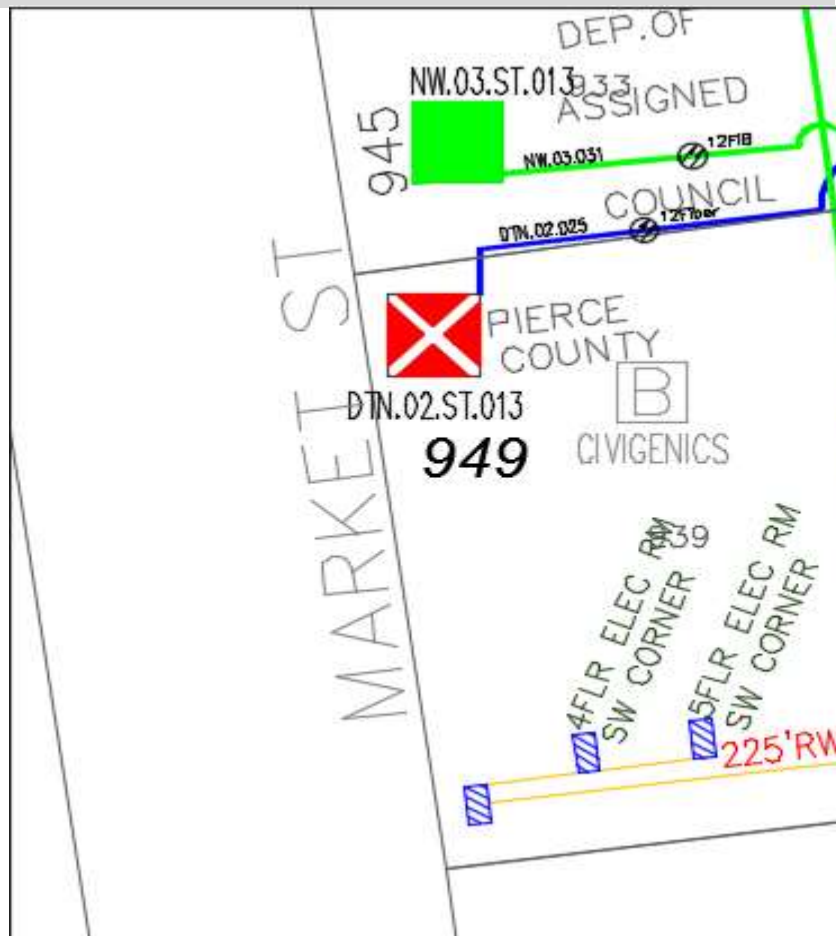 DEP.OF
NW.03.ST.013
933
ASSIGNED
945
NW.03.031
12FIB
COUNCIL
DTN.02.025
12Fiber
MARKET ST
PIERCE
COUNTY
DTN.02.ST.013
B
949
CIVIGENICS
939
4FLR ELEC RM
SW CORNER
5FLR ELEC RM
SW CORNER
225'RW